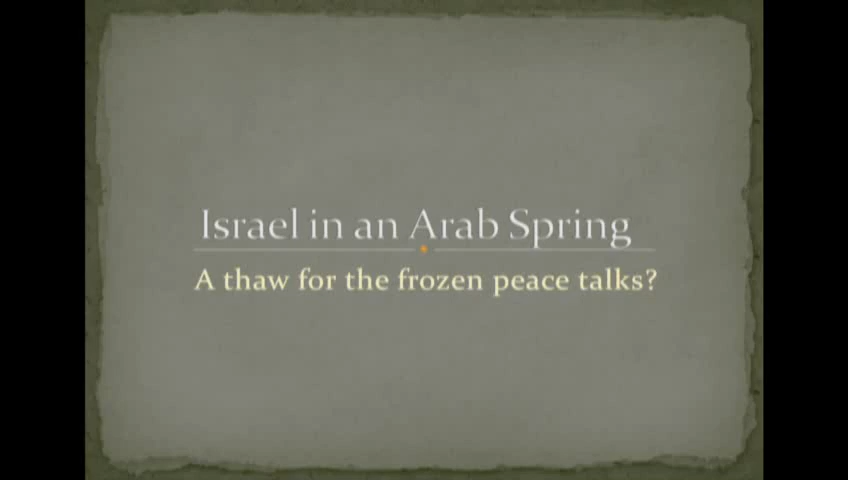 Israel in an Arab Spring
A thaw for the frozen peace talks?